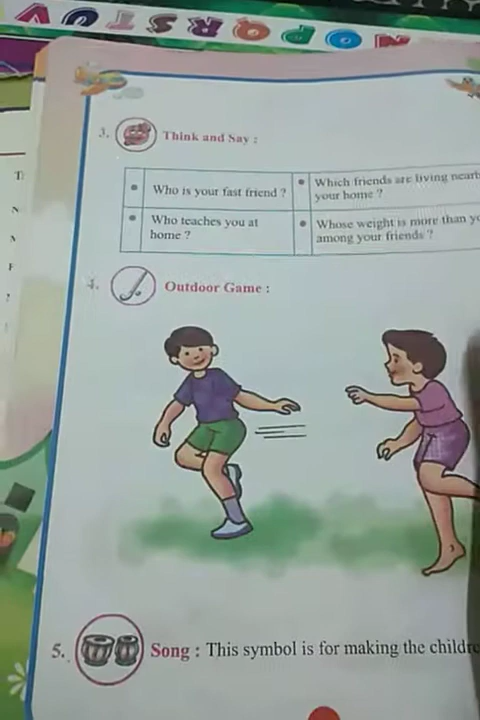 3. Think and Say :
Who is your fast friend ?
Which friends are living
your home ?
Who teaches you at
home ?
Whose weight is more than
among your friends ?
4. Outdoor Game :
5. Song : This symbol is for making the